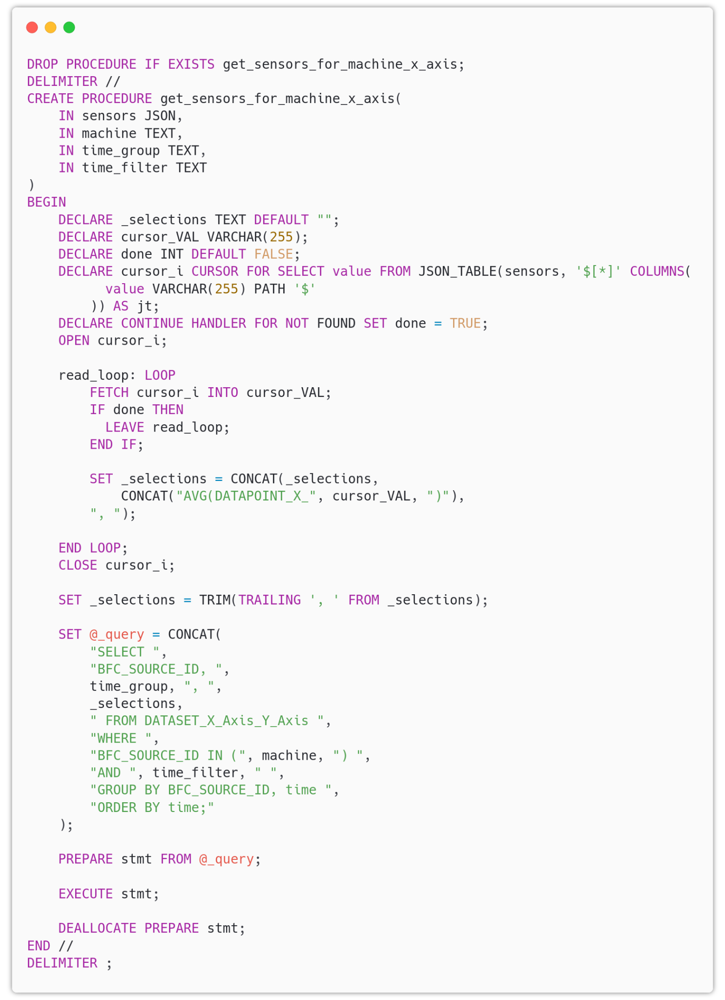 DROP PROCEDURE IF EXISTS get_sensors_for_machine_x_axis;
DELIMITER //
CREATE PROCEDURE get_sensors_for_machine_x_axis(
    IN sensors JSON,
    IN machine TEXT,
    IN time_group TEXT,
    IN time_filter TEXT
)
BEGIN
    DECLARE _selections TEXT DEFAULT "";
    DECLARE cursor_VAL VARCHAR(255);
    DECLARE done INT DEFAULT FALSE;
    DECLARE cursor_i CURSOR FOR SELECT value FROM JSON_TABLE(sensors, '$[*]' COLUMNS(
          value VARCHAR(255) PATH '$'
        )) AS jt;
    DECLARE CONTINUE HANDLER FOR NOT FOUND SET done = TRUE;
    OPEN cursor_i;

    read_loop: LOOP
        FETCH cursor_i INTO cursor_VAL;
        IF done THEN
          LEAVE read_loop;
        END IF;

        SET _selections = CONCAT(_selections,
            CONCAT("AVG(DATAPOINT_X_", cursor_VAL, ")"),
        ", ");

    END LOOP;
    CLOSE cursor_i;

    SET _selections = TRIM(TRAILING ', ' FROM _selections);

    SET @_query = CONCAT(
        "SELECT ",
        "BFC_SOURCE_ID, ",
        time_group, ", ",
        _selections,
        " FROM DATASET_X_Axis_Y_Axis ",
        "WHERE ",
        "BFC_SOURCE_ID IN (", machine, ") ",
        "AND ", time_filter, " ",
        "GROUP BY BFC_SOURCE_ID, time ",
        "ORDER BY time;"
    );

    PREPARE stmt FROM @_query;

    EXECUTE stmt;

    DEALLOCATE PREPARE stmt;
END //
DELIMITER ;